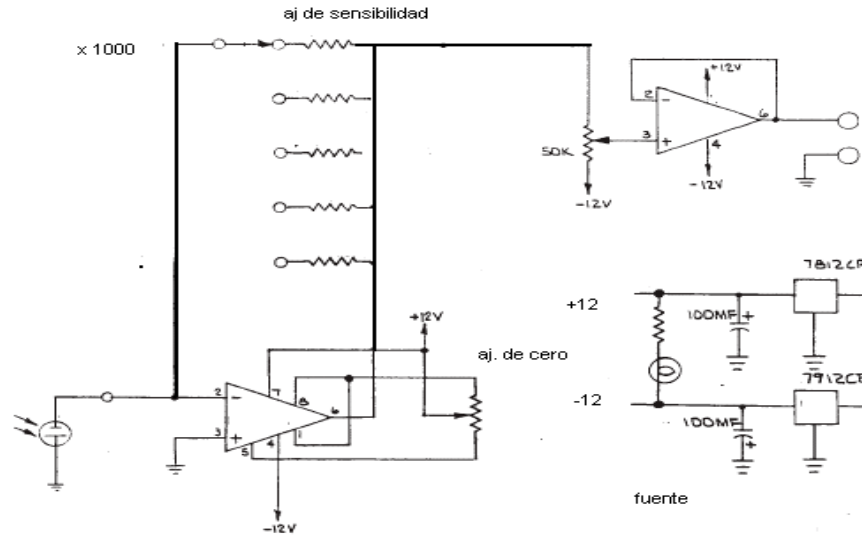 aj de sensibilidad
x 1000
+12V
2
-
6
3
+
4
50K
-12V
-12V
7812CP
+12
100MF
+
+12V
aj. de cero
7
8
2
-
6
-12
3
+
1
5
4
1
100MF
+
-12V
fuente